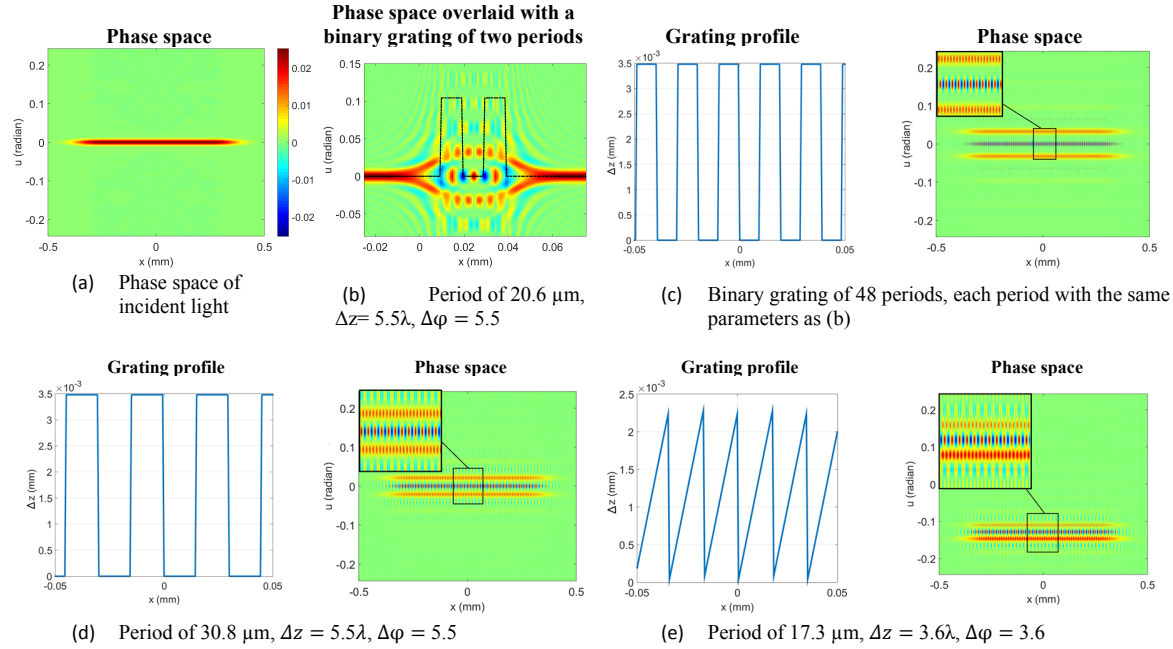 Phase space
0.2
0.1
0
-0.1
-0.2
u (radian)
-0.5
0
0.5
x (mm)
0.02
0.01
0
-0.01
-0.02
(a) Phase space of
incident light
Phase space overlaid with a
binary grating of two periods
0.15
0.1
0.05
0
-0.05
u (radian)
-0.02
0
0.02
0.04
0.06
x (mm)
(b) Period of 20.6 µm,
Δz= 5.5λ, Δφ = 5.5
Grating profile
×10⁻³
3.5
3
2.5
2
1.5
1
0.5
0
Δz (mm)
-0.05
0
0.05
x (mm)
Phase space
0.2
0.1
0
-0.1
-0.2
u (radian)
-0.5
0
0.5
x (mm)
(c) Binary grating of 48 periods, each period with the same
parameters as (b)
Grating profile
×10⁻³
3.5
3
2.5
2
1.5
1
0.5
0
Δz (mm)
-0.05
0
0.05
x (mm)
Phase space
0.2
0.1
0
-0.1
-0.2
u (radian)
-0.5
0
0.5
x (mm)
(d) Period of 30.8 µm, Δz = 5.5λ, Δφ = 5.5
Grating profile
×10⁻³
2.5
2
1.5
1
0.5
0
Δz (mm)
-0.05
0
0.05
x (mm)
Phase space
0.2
0.1
0
-0.1
-0.2
u (radian)
-0.5
0
0.5
x (mm)
(e) Period of 17.3 µm, Δz = 3.6λ, Δφ = 3.6